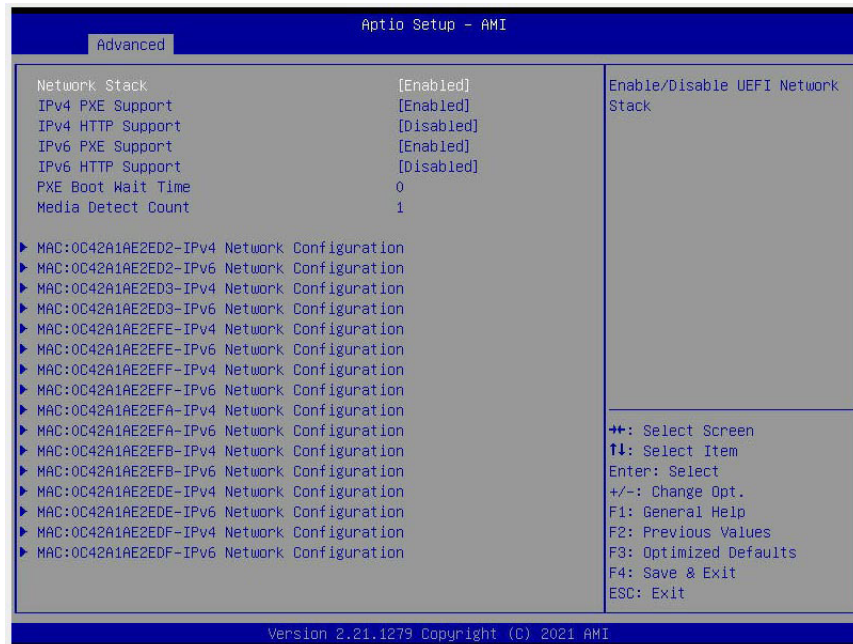 Aptio Setup – AMI
Advanced
Network Stack [Enabled]
IPv4 PXE Support [Enabled]
IPv4 HTTP Support [Disabled]
IPv6 PXE Support [Enabled]
IPv6 HTTP Support [Disabled]
PXE Boot Wait Time 0
Media Detect Count 1
MAC:0C42A1AE2ED2-IPv4 Network Configuration
MAC:0C42A1AE2ED2-IPv6 Network Configuration
MAC:0C42A1AE2ED3-IPv4 Network Configuration
MAC:0C42A1AE2ED3-IPv6 Network Configuration
MAC:0C42A1AE2EFE-IPv4 Network Configuration
MAC:0C42A1AE2EFE-IPv6 Network Configuration
MAC:0C42A1AE2EFF-IPv4 Network Configuration
MAC:0C42A1AE2EFF-IPv6 Network Configuration
MAC:0C42A1AE2EFA-IPv4 Network Configuration
MAC:0C42A1AE2EFA-IPv6 Network Configuration
MAC:0C42A1AE2EFB-IPv4 Network Configuration
MAC:0C42A1AE2EFB-IPv6 Network Configuration
MAC:0C42A1AE2EDE-IPv4 Network Configuration
MAC:0C42A1AE2EDE-IPv6 Network Configuration
MAC:0C42A1AE2EDF-IPv4 Network Configuration
MAC:0C42A1AE2EDF-IPv6 Network Configuration
Enable/Disable UEFI Network
Stack
→←: Select Screen
↑↓: Select Item
Enter: Select
+/-: Change Opt.
F1: General Help
F2: Previous Values
F3: Optimized Defaults
F4: Save & Exit
ESC: Exit
Version 2.21.1279 Copyright (C) 2021 AMI